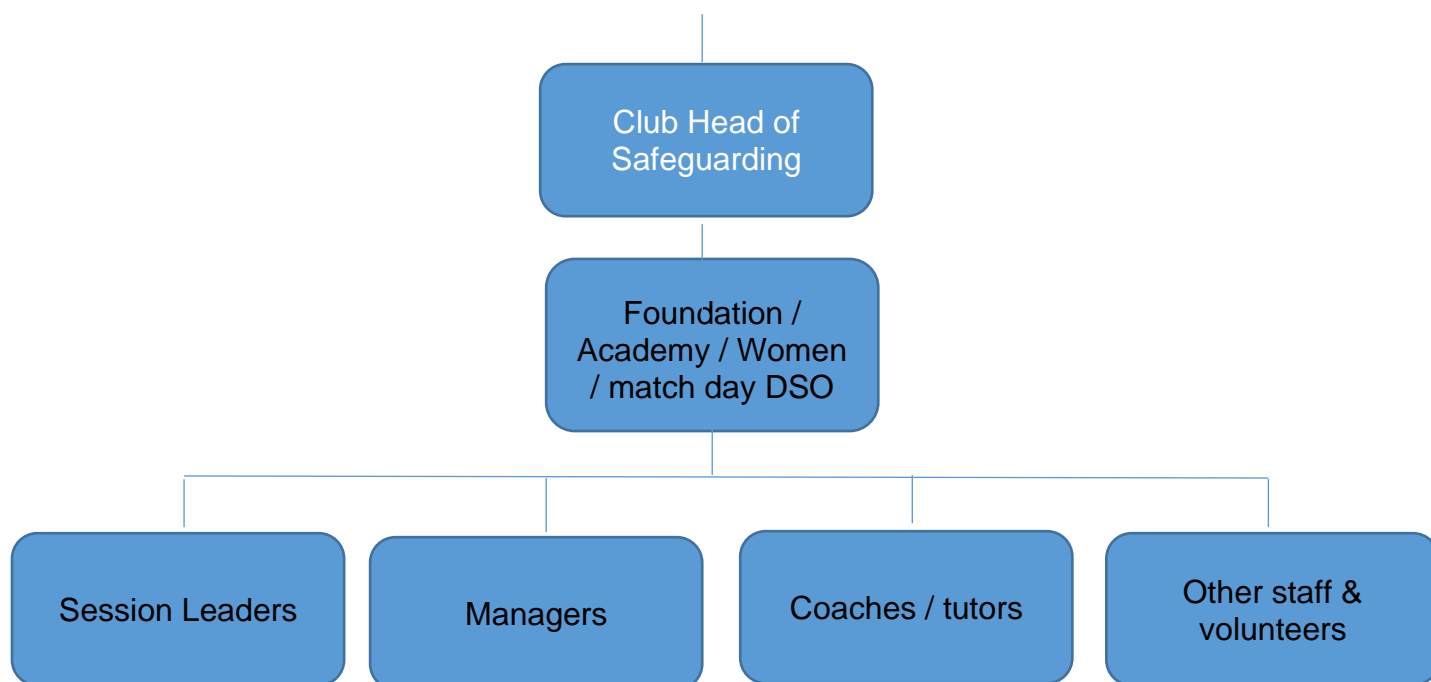 Club Head of
Safeguarding
Foundation /
Academy / Women
/ match day DSO
Session Leaders
Managers
Coaches / tutors
Other staff &
volunteers